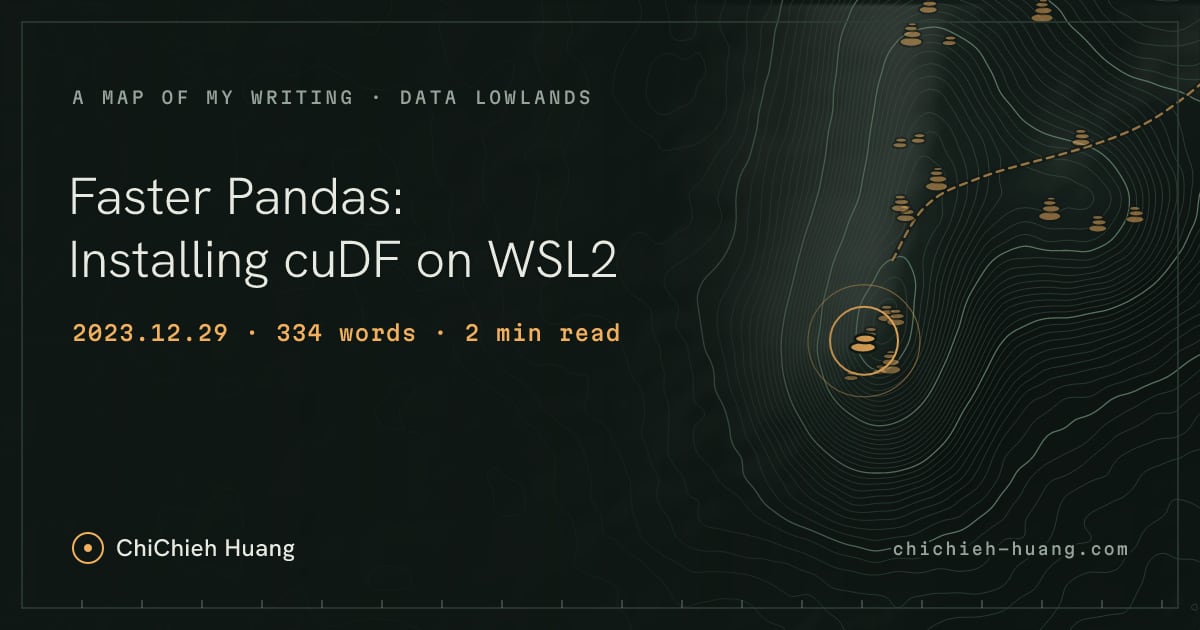 A MAP OF MY WRITING · DATA LOWLANDS
Faster Pandas:
Installing cuDF on WSL2
2023.12.29 · 334 words · 2 min read
ChiChieh Huang
chichieh-huang.com